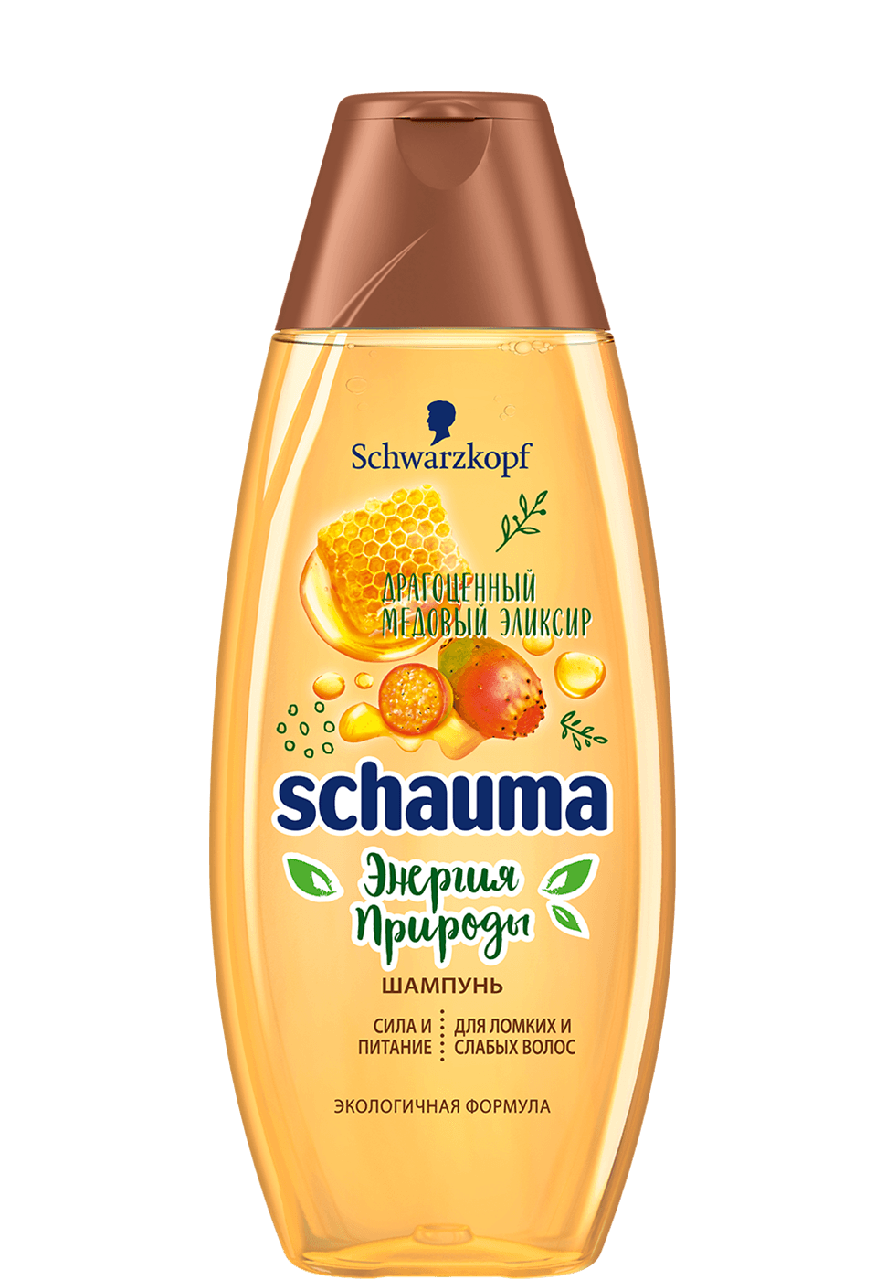 Schwarzkopf
ДРАГОЦЕННЫЙ
МЕДОВЫЙ ЭЛИКСИР
schauma
Энергия
Природы
ШАМПУНЬ
СИЛА И
ПИТАНИЕ
ДЛЯ ЛОМКИХ И
СЛАБЫХ ВОЛОС
ЭКОЛОГИЧНАЯ ФОРМУЛА